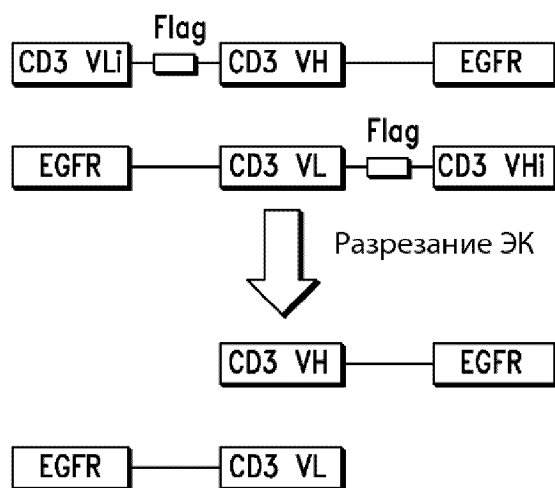 Flag
CD3 VLi CD3 VH EGFR
Flag
EGFR CD3 VL CD3 VHi
Разрезание ЭК
CD3 VH EGFR
EGFR CD3 VL